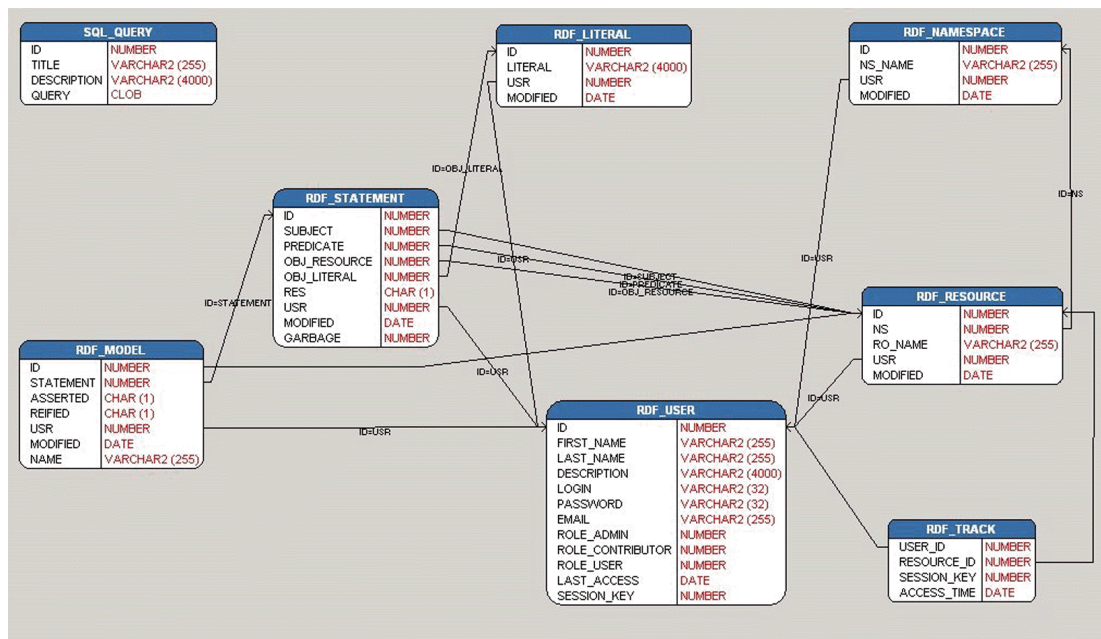 SQL_QUERY
ID NUMBER
TITLE VARCHAR2 (255)
DESCRIPTION VARCHAR2 (4000)
QUERY CLOB
RDF_LITERAL
ID NUMBER
LITERAL VARCHAR2 (4000)
USR NUMBER
MODIFIED DATE
RDF_NAMESPACE
ID NUMBER
NS_NAME VARCHAR2 (255)
USR NUMBER
MODIFIED DATE
ID=OBJ_LITERAL
ID=NS
RDF_STATEMENT
ID NUMBER
SUBJECT NUMBER
PREDICATE NUMBER
OBJ_RESOURCE NUMBER
OBJ_LITERAL NUMBER
RES CHAR (1)
USR NUMBER
MODIFIED DATE
GARBAGE NUMBER
ID=USR
ID=USR
ID=SUBJECT
ID=PREDICATE
ID=OBJ_RESOURCE
ID=STATEMENT
RDF_RESOURCE
ID NUMBER
NS NUMBER
RO_NAME VARCHAR2 (255)
USR NUMBER
MODIFIED DATE
RDF_MODEL
ID NUMBER
STATEMENT NUMBER
ASSERTED CHAR (1)
REIFIED CHAR (1)
USR NUMBER
MODIFIED DATE
NAME VARCHAR2 (255)
ID=USR
ID=USR
ID=USR
RDF_USER
ID NUMBER
FIRST_NAME VARCHAR2 (255)
LAST_NAME VARCHAR2 (255)
DESCRIPTION VARCHAR2 (4000)
LOGIN VARCHAR2 (32)
PASSWORD VARCHAR2 (32)
EMAIL VARCHAR2 (255)
ROLE_ADMIN NUMBER
ROLE_CONTRIBUTOR NUMBER
ROLE_USER NUMBER
LAST_ACCESS DATE
SESSION_KEY NUMBER
RDF_TRACK
USER_ID NUMBER
RESOURCE_ID NUMBER
SESSION_KEY NUMBER
ACCESS_TIME DATE